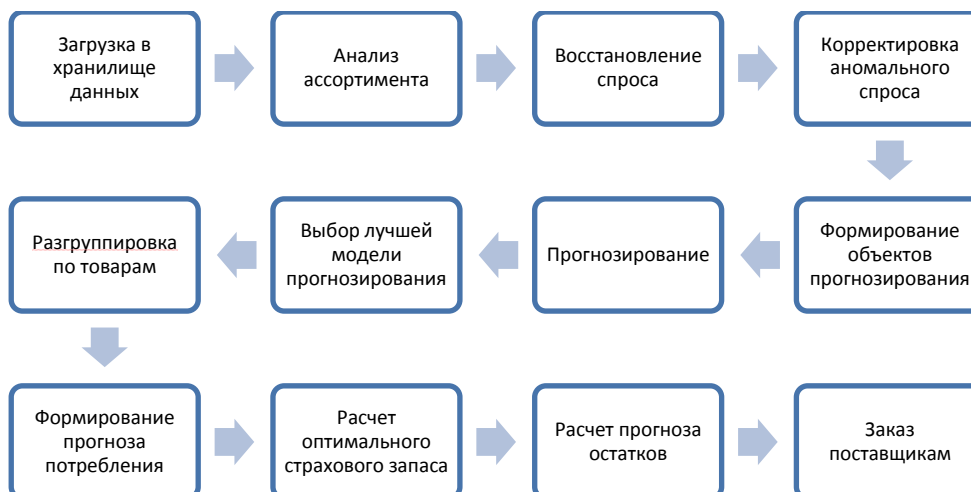 Загрузка в
хранилище
данных
Анализ
ассортимента
Восстановление
спроса
Корректировка
аномального
спроса
Формирование
объектов
прогнозирования
Прогнозирование
Выбор лучшей
модели
прогнозирования
Разгруппировка
по товарам
Формирование
прогноза
потребления
Расчет
оптимального
страхового запаса
Расчет прогноза
остатков
Заказ
поставщикам